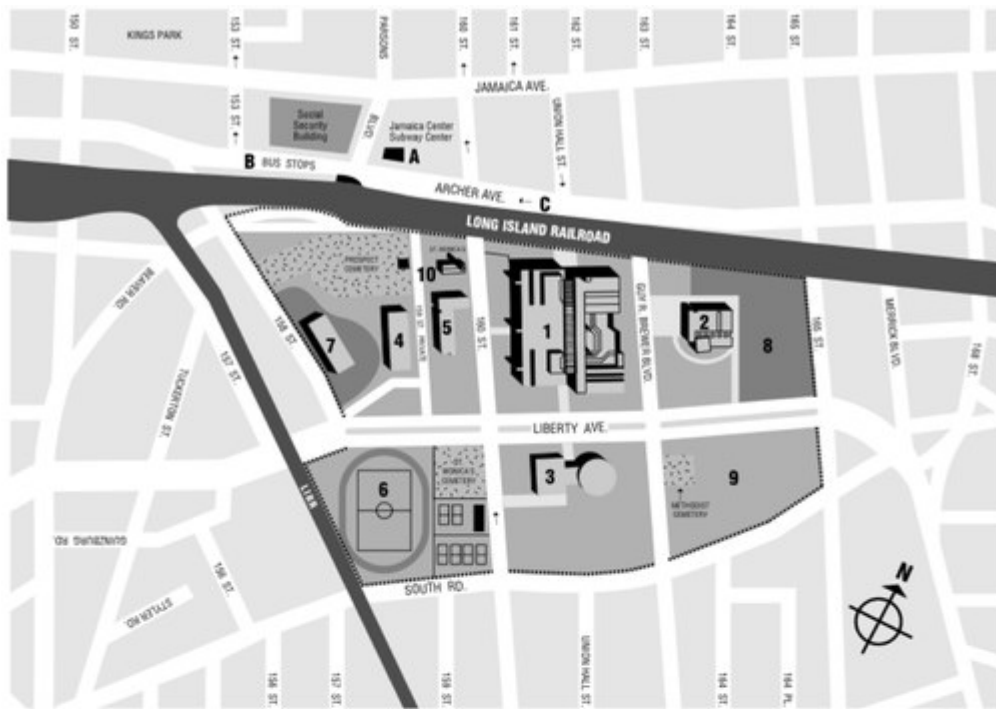 150 ST.
KINGS PARK
153 ST. ←
PARSONS
BLVD
160 ST.
161 ST.
162 ST.
163 ST.
164 ST.
165 ST.
JAMAICA AVE.
153 ST. ←
Social
Security
Building
Jamaica Center
Subway Center
A
UNION HALL ST. →
B BUS STOPS
ARCHER AVE. ← C
LONG ISLAND RAILROAD
BEAVER RD
PROSPECT
CEMETERY
ST. MONICA'S
10
158 ST.
7
4
5
159 ST. PRIVATE
160 ST.
1
GUY R. BREWER BLVD.
2
8
165 ST.
MERRICK BLVD.
168 ST.
157 ST.
TUCKERTON ST.
LIBERTY AVE.
LIRR
6
ST.
MONICA'S
CEMETERY
3
9
METHODIST
CEMETERY
GUINZBURG RD.
156 ST.
STYLER RD.
SOUTH RD.
N
156 ST.
157 ST.
159 ST.
UNION HALL ST.
164 ST.
164 PL.